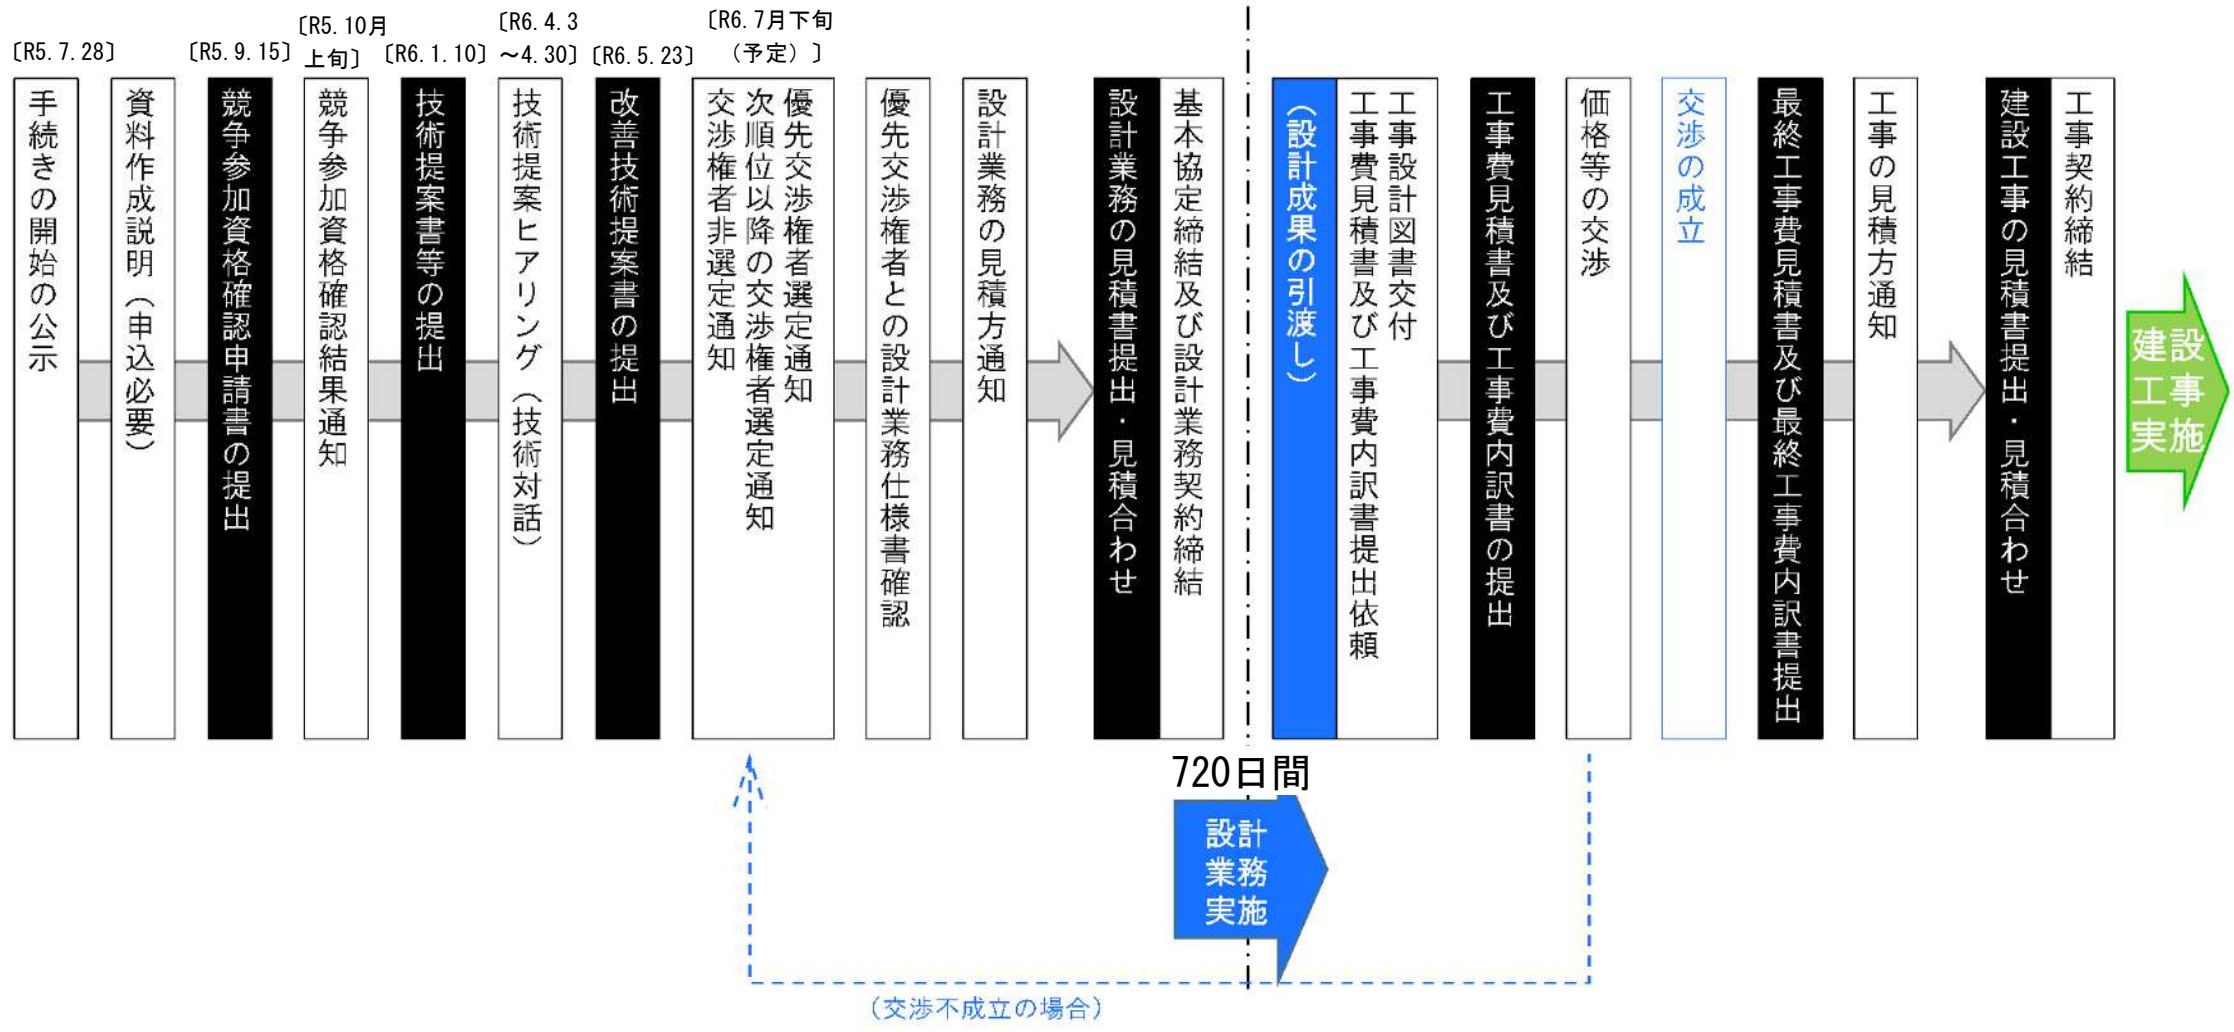 〔R5.7.28〕
手続きの開始の公示
資料作成説明（申込必要）
〔R5.9.15〕
競争参加資格確認申請書の提出
〔R5.10月
上旬〕
競争参加資格確認結果通知
〔R6.1.10〕
技術提案書等の提出
〔R6.4.3
～4.30〕
技術提案ヒアリング（技術対話）
〔R6.5.23〕
改善技術提案書の提出
〔R6.7月下旬
（予定）〕
優先交渉権者選定通知
次順位以降の交渉権者選定通知
交渉権者非選定通知
優先交渉権者との設計業務仕様書確認
設計業務の見積方通知
設計業務の見積書提出・見積合わせ
基本協定締結及び設計業務契約締結
（設計成果の引渡し）
工事設計図書交付
工事費見積書及び工事費内訳書提出依頼
工事費見積書及び工事費内訳書の提出
価格等の交渉
交渉の成立
最終工事費見積書及び最終工事費内訳書提出
工事の見積方通知
建設工事の見積書提出・見積合わせ
工事契約締結
建設
工事
実施
720日間
設計
業務
実施
（交渉不成立の場合）